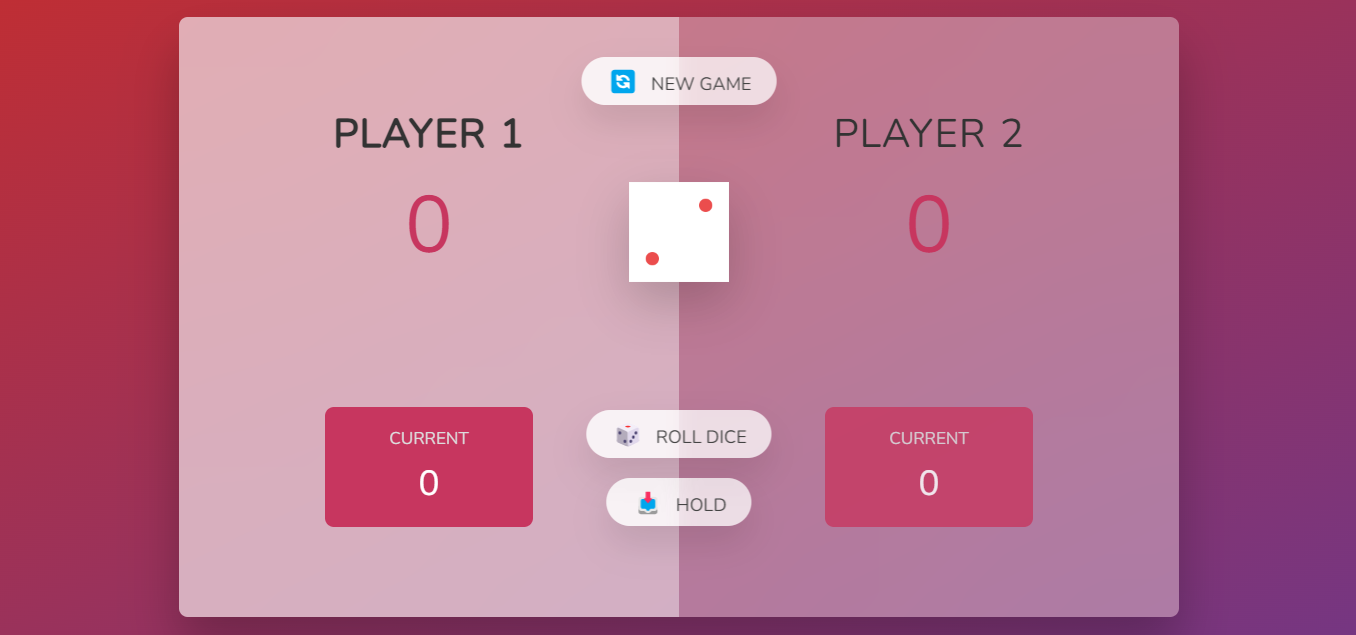 NEW GAME
PLAYER 1
0
PLAYER 2
0
CURRENT
0
ROLL DICE
HOLD
CURRENT
0